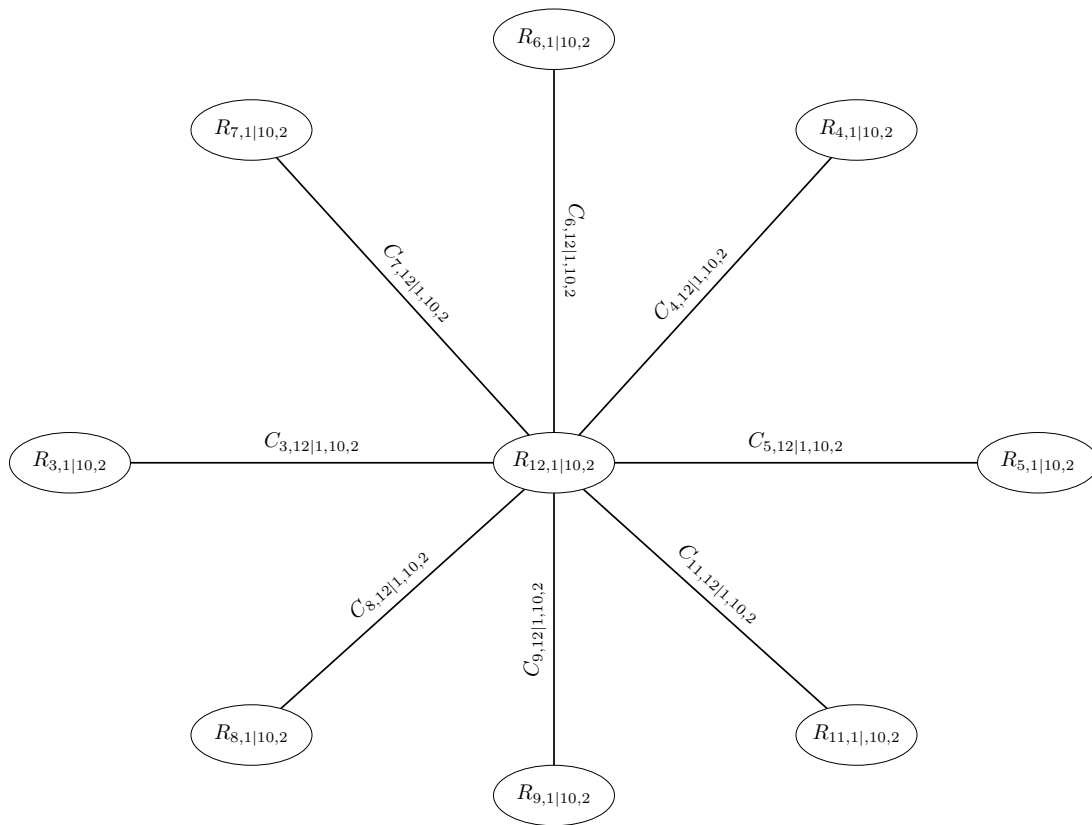 R_{6,1|10,2}
R_{7,1|10,2}
R_{4,1|10,2}
C_{6,12|1,10,2}
C_{7,12|1,10,2}
C_{4,12|1,10,2}
C_{3,12|1,10,2}
C_{5,12|1,10,2}
R_{3,1|10,2}
R_{12,1|10,2}
R_{5,1|10,2}
C_{8,12|1,10,2}
C_{9,12|1,10,2}
C_{11,12|1,10,2}
R_{8,1|10,2}
R_{11,1|,10,2}
R_{9,1|10,2}